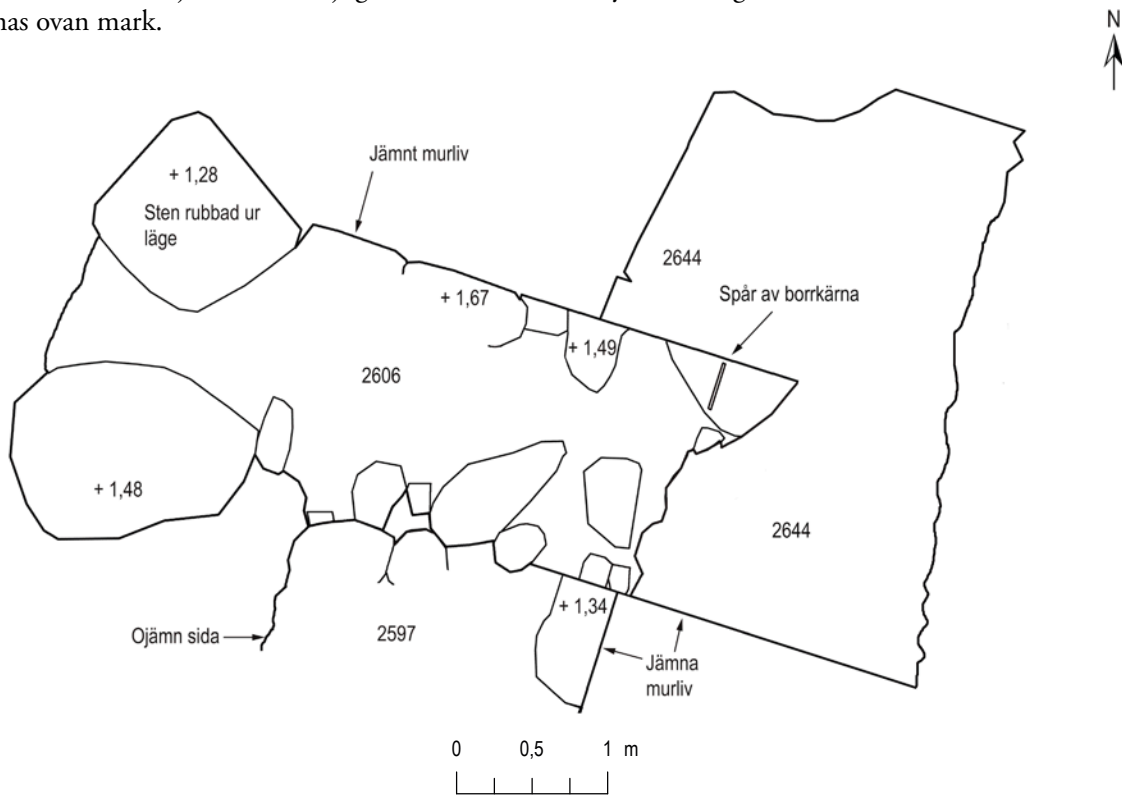 nas ovan mark.
N
+ 1,28
Sten rubbad ur
läge
Jämnt murliv
2644
+ 1,67
Spår av borrkärna
+ 1,49
2606
+ 1,48
2644
+ 1,34
Ojämn sida
2597
Jämna
murliv
0 0,5 1 m